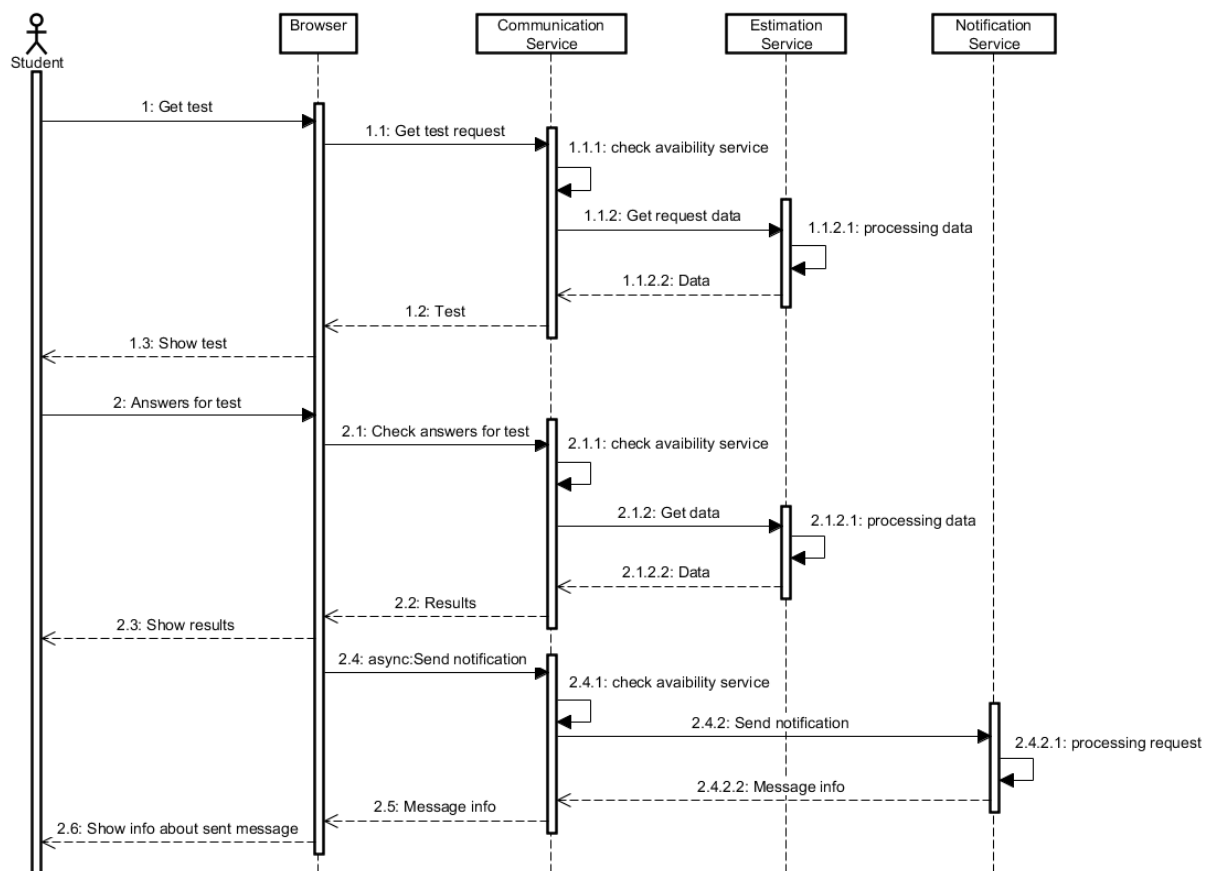 Student
Browser
Communication
Service
Estimation
Service
Notification
Service
1: Get test
1.1: Get test request
1.1.1: check avaibility service
1.1.2: Get request data
1.1.2.1: processing data
1.1.2.2: Data
1.2: Test
1.3: Show test
2: Answers for test
2.1: Check answers for test
2.1.1: check avaibility service
2.1.2: Get data
2.1.2.1: processing data
2.1.2.2: Data
2.2: Results
2.3: Show results
2.4: async:Send notification
2.4.1: check avaibility service
2.4.2: Send notification
2.4.2.1: processing request
2.4.2.2: Message info
2.5: Message info
2.6: Show info about sent message